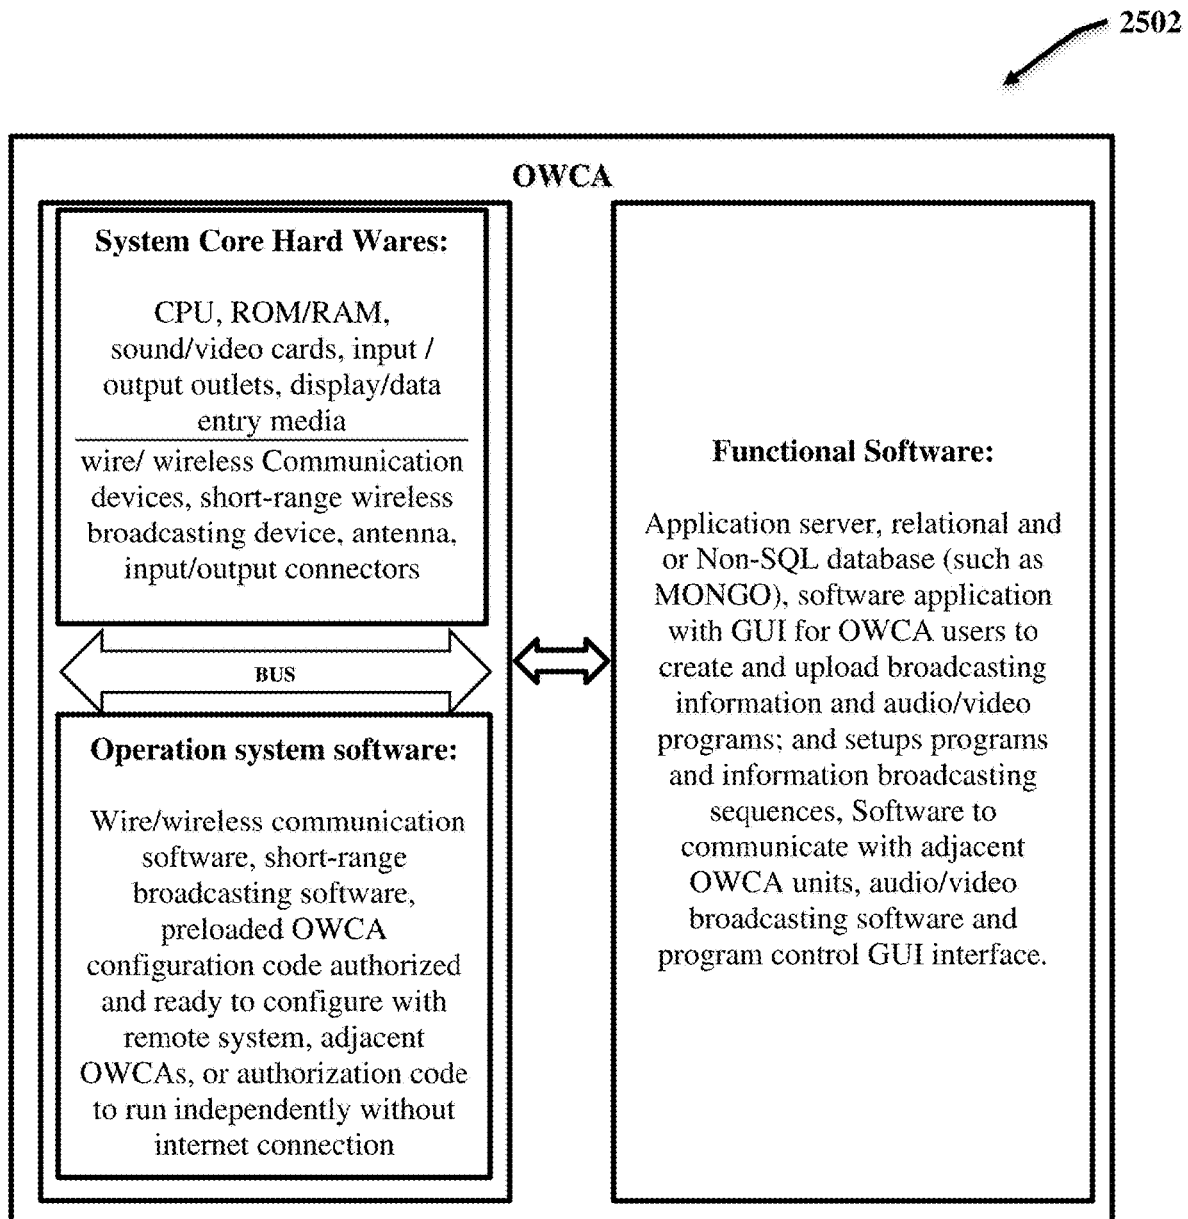 2502
OWCA
System Core Hard Wares:
CPU, ROM/RAM,
sound/video cards, input /
output outlets, display/data
entry media
wire/ wireless Communication
devices, short-range wireless
broadcasting device, antenna,
input/output connectors
BUS
Operation system software:
Wire/wireless communication
software, short-range
broadcasting software,
preloaded OWCA
configuration code authorized
and ready to configure with
remote system, adjacent
OWCAs, or authorization code
to run independently without
internet connection
Functional Software:
Application server, relational and
or Non-SQL database (such as
MONGO), software application
with GUI for OWCA users to
create and upload broadcasting
information and audio/video
programs; and setups programs
and information broadcasting
sequences, Software to
communicate with adjacent
OWCA units, audio/video
broadcasting software and
program control GUI interface.